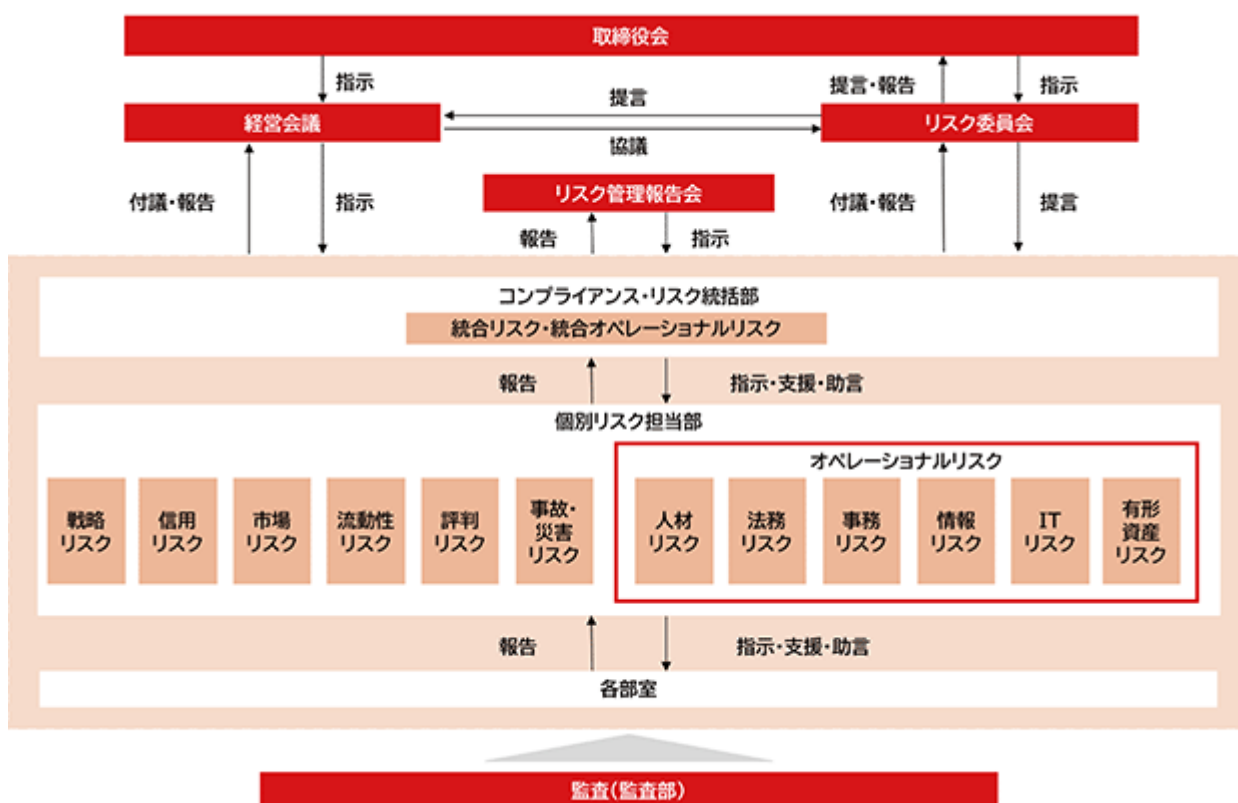 取締役会
指示
提言・報告
指示
提言
経営会議
リスク委員会
協議
リスク管理報告会
付議・報告
指示
付議・報告
提言
報告
指示
コンプライアンス・リスク統括部
統合リスク・統合オペレーショナルリスク
報告
指示・支援・助言
個別リスク担当部
オペレーショナルリスク
戦略
リスク
信用
リスク
市場
リスク
流動性
リスク
評判
リスク
事故・
災害
リスク
人材
リスク
法務
リスク
事務
リスク
情報
リスク
IT
リスク
有形
資産
リスク
報告
指示・支援・助言
各部室
監査(監査部)